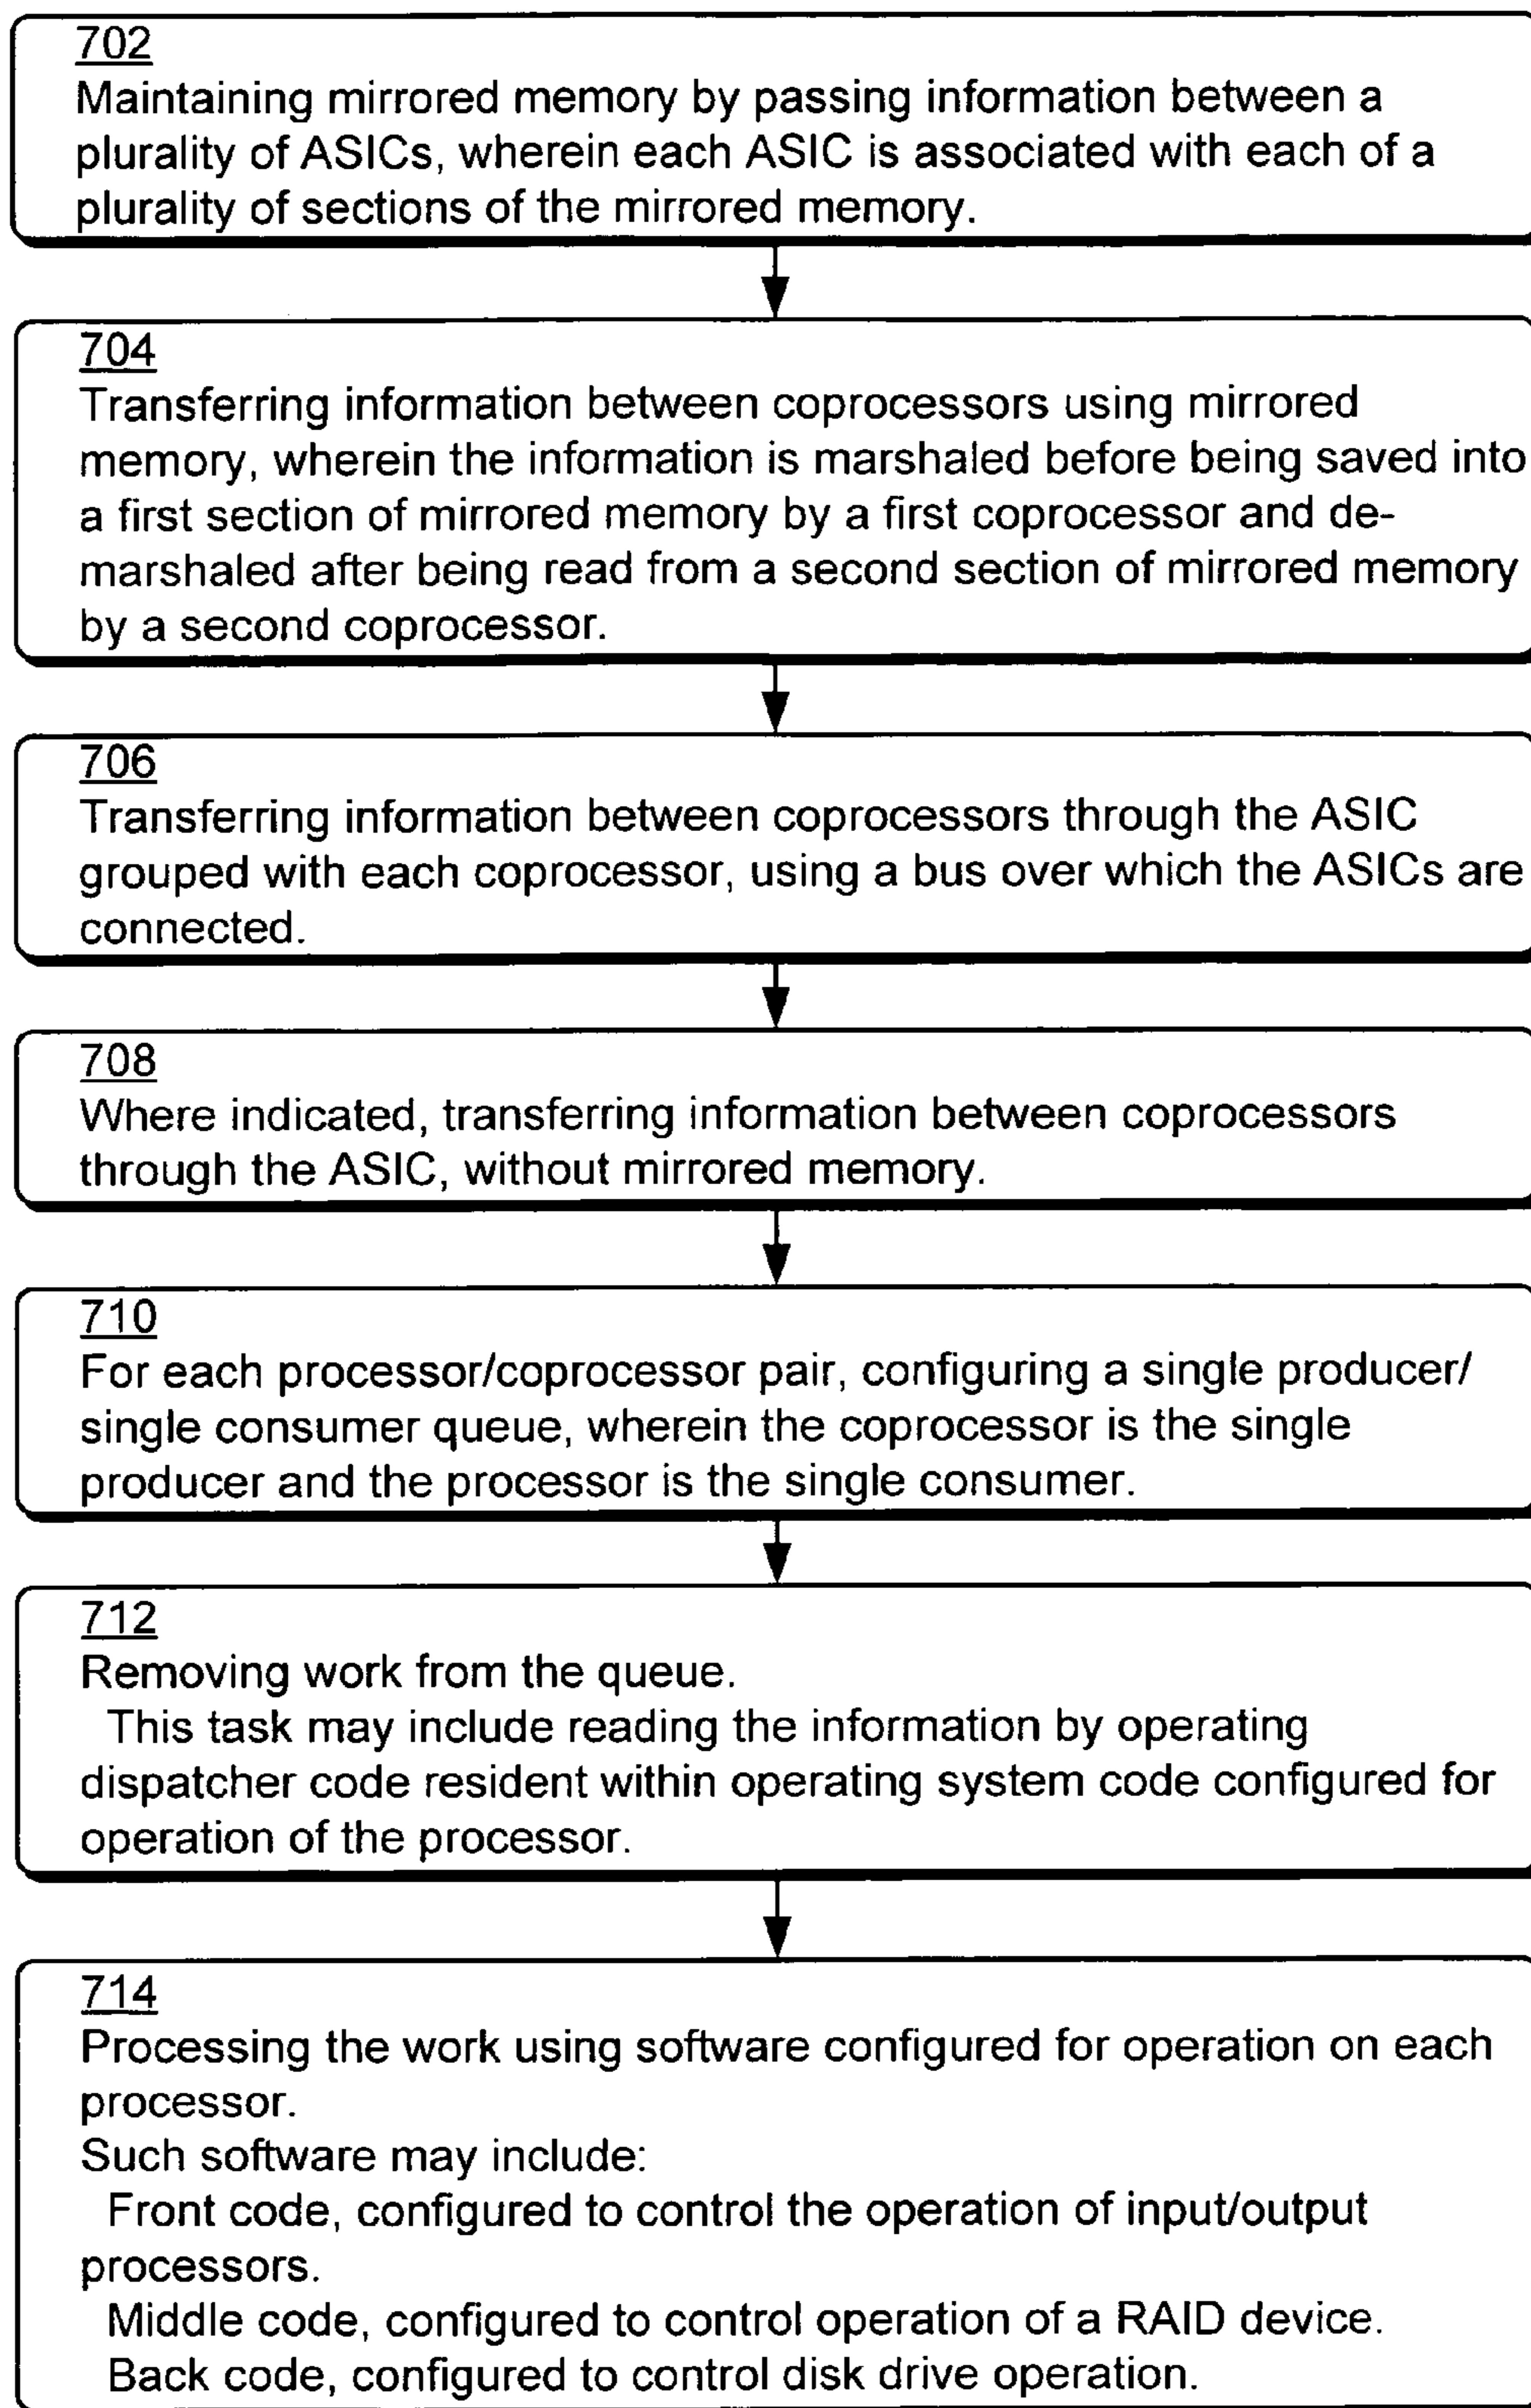 702
Maintaining mirrored memory by passing information between a
plurality of ASICs, wherein each ASIC is associated with each of a
plurality of sections of the mirrored memory.
704
Transferring information between coprocessors using mirrored
memory, wherein the information is marshaled before being saved into
a first section of mirrored memory by a first coprocessor and de-
marshaled after being read from a second section of mirrored memory
by a second coprocessor.
706
Transferring information between coprocessors through the ASIC
grouped with each coprocessor, using a bus over which the ASICs are
connected.
708
Where indicated, transferring information between coprocessors
through the ASIC, without mirrored memory.
710
For each processor/coprocessor pair, configuring a single producer/
single consumer queue, wherein the coprocessor is the single
producer and the processor is the single consumer.
712
Removing work from the queue.
This task may include reading the information by operating
dispatcher code resident within operating system code configured for
operation of the processor.
714
Processing the work using software configured for operation on each
processor.
Such software may include:
Front code, configured to control the operation of input/output
processors.
Middle code, configured to control operation of a RAID device.
Back code, configured to control disk drive operation.